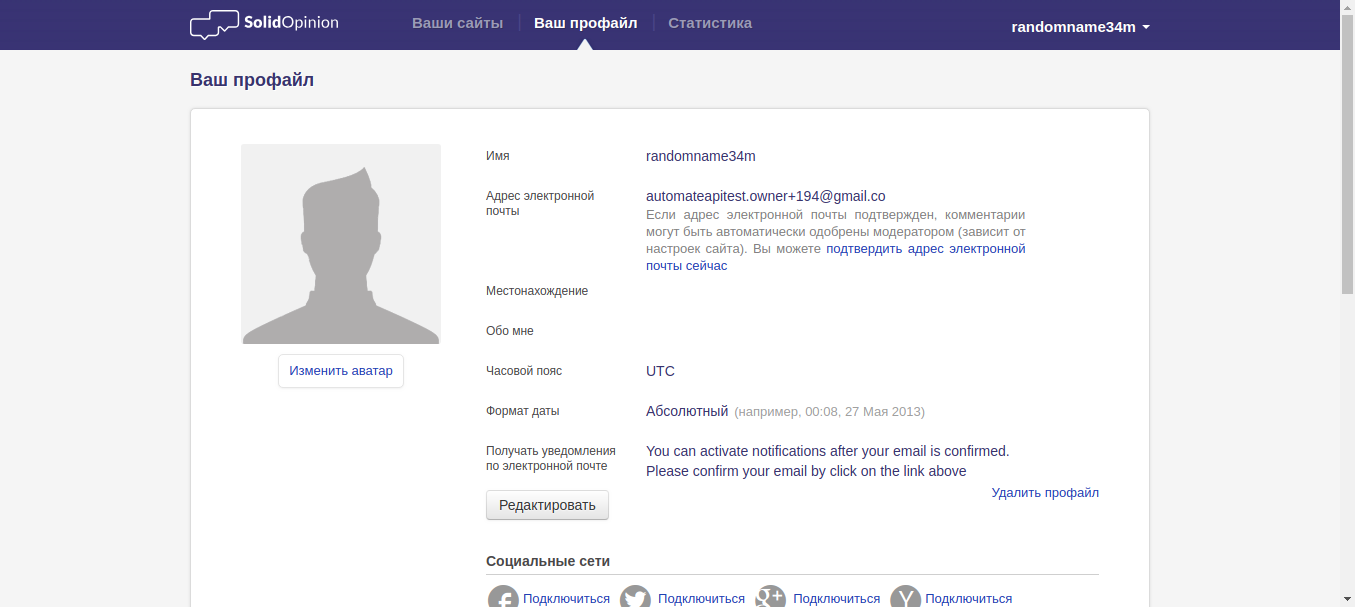 SolidOpinion
Ваши сайты
Ваш профайл
Статистика
randomname34m
Ваш профайл
Имя
randomname34m
Адрес электронной
почты
automateapitest.owner+194@gmail.co
Если адрес электронной почты подтвержден, комментарии
могут быть автоматически одобрены модератором (зависит от
настроек сайта). Вы можете подтвердить адрес электронной
почты сейчас
Местонахождение
Обо мне
Изменить аватар
Часовой пояс
UTC
Формат даты
Абсолютный (например, 00:08, 27 Мая 2013)
Получать уведомления
по электронной почте
You can activate notifications after your email is confirmed.
Please confirm your email by click on the link above
Удалить профайл
Редактировать
Социальные сети
Подключиться
Подключиться
Подключиться
Подключиться